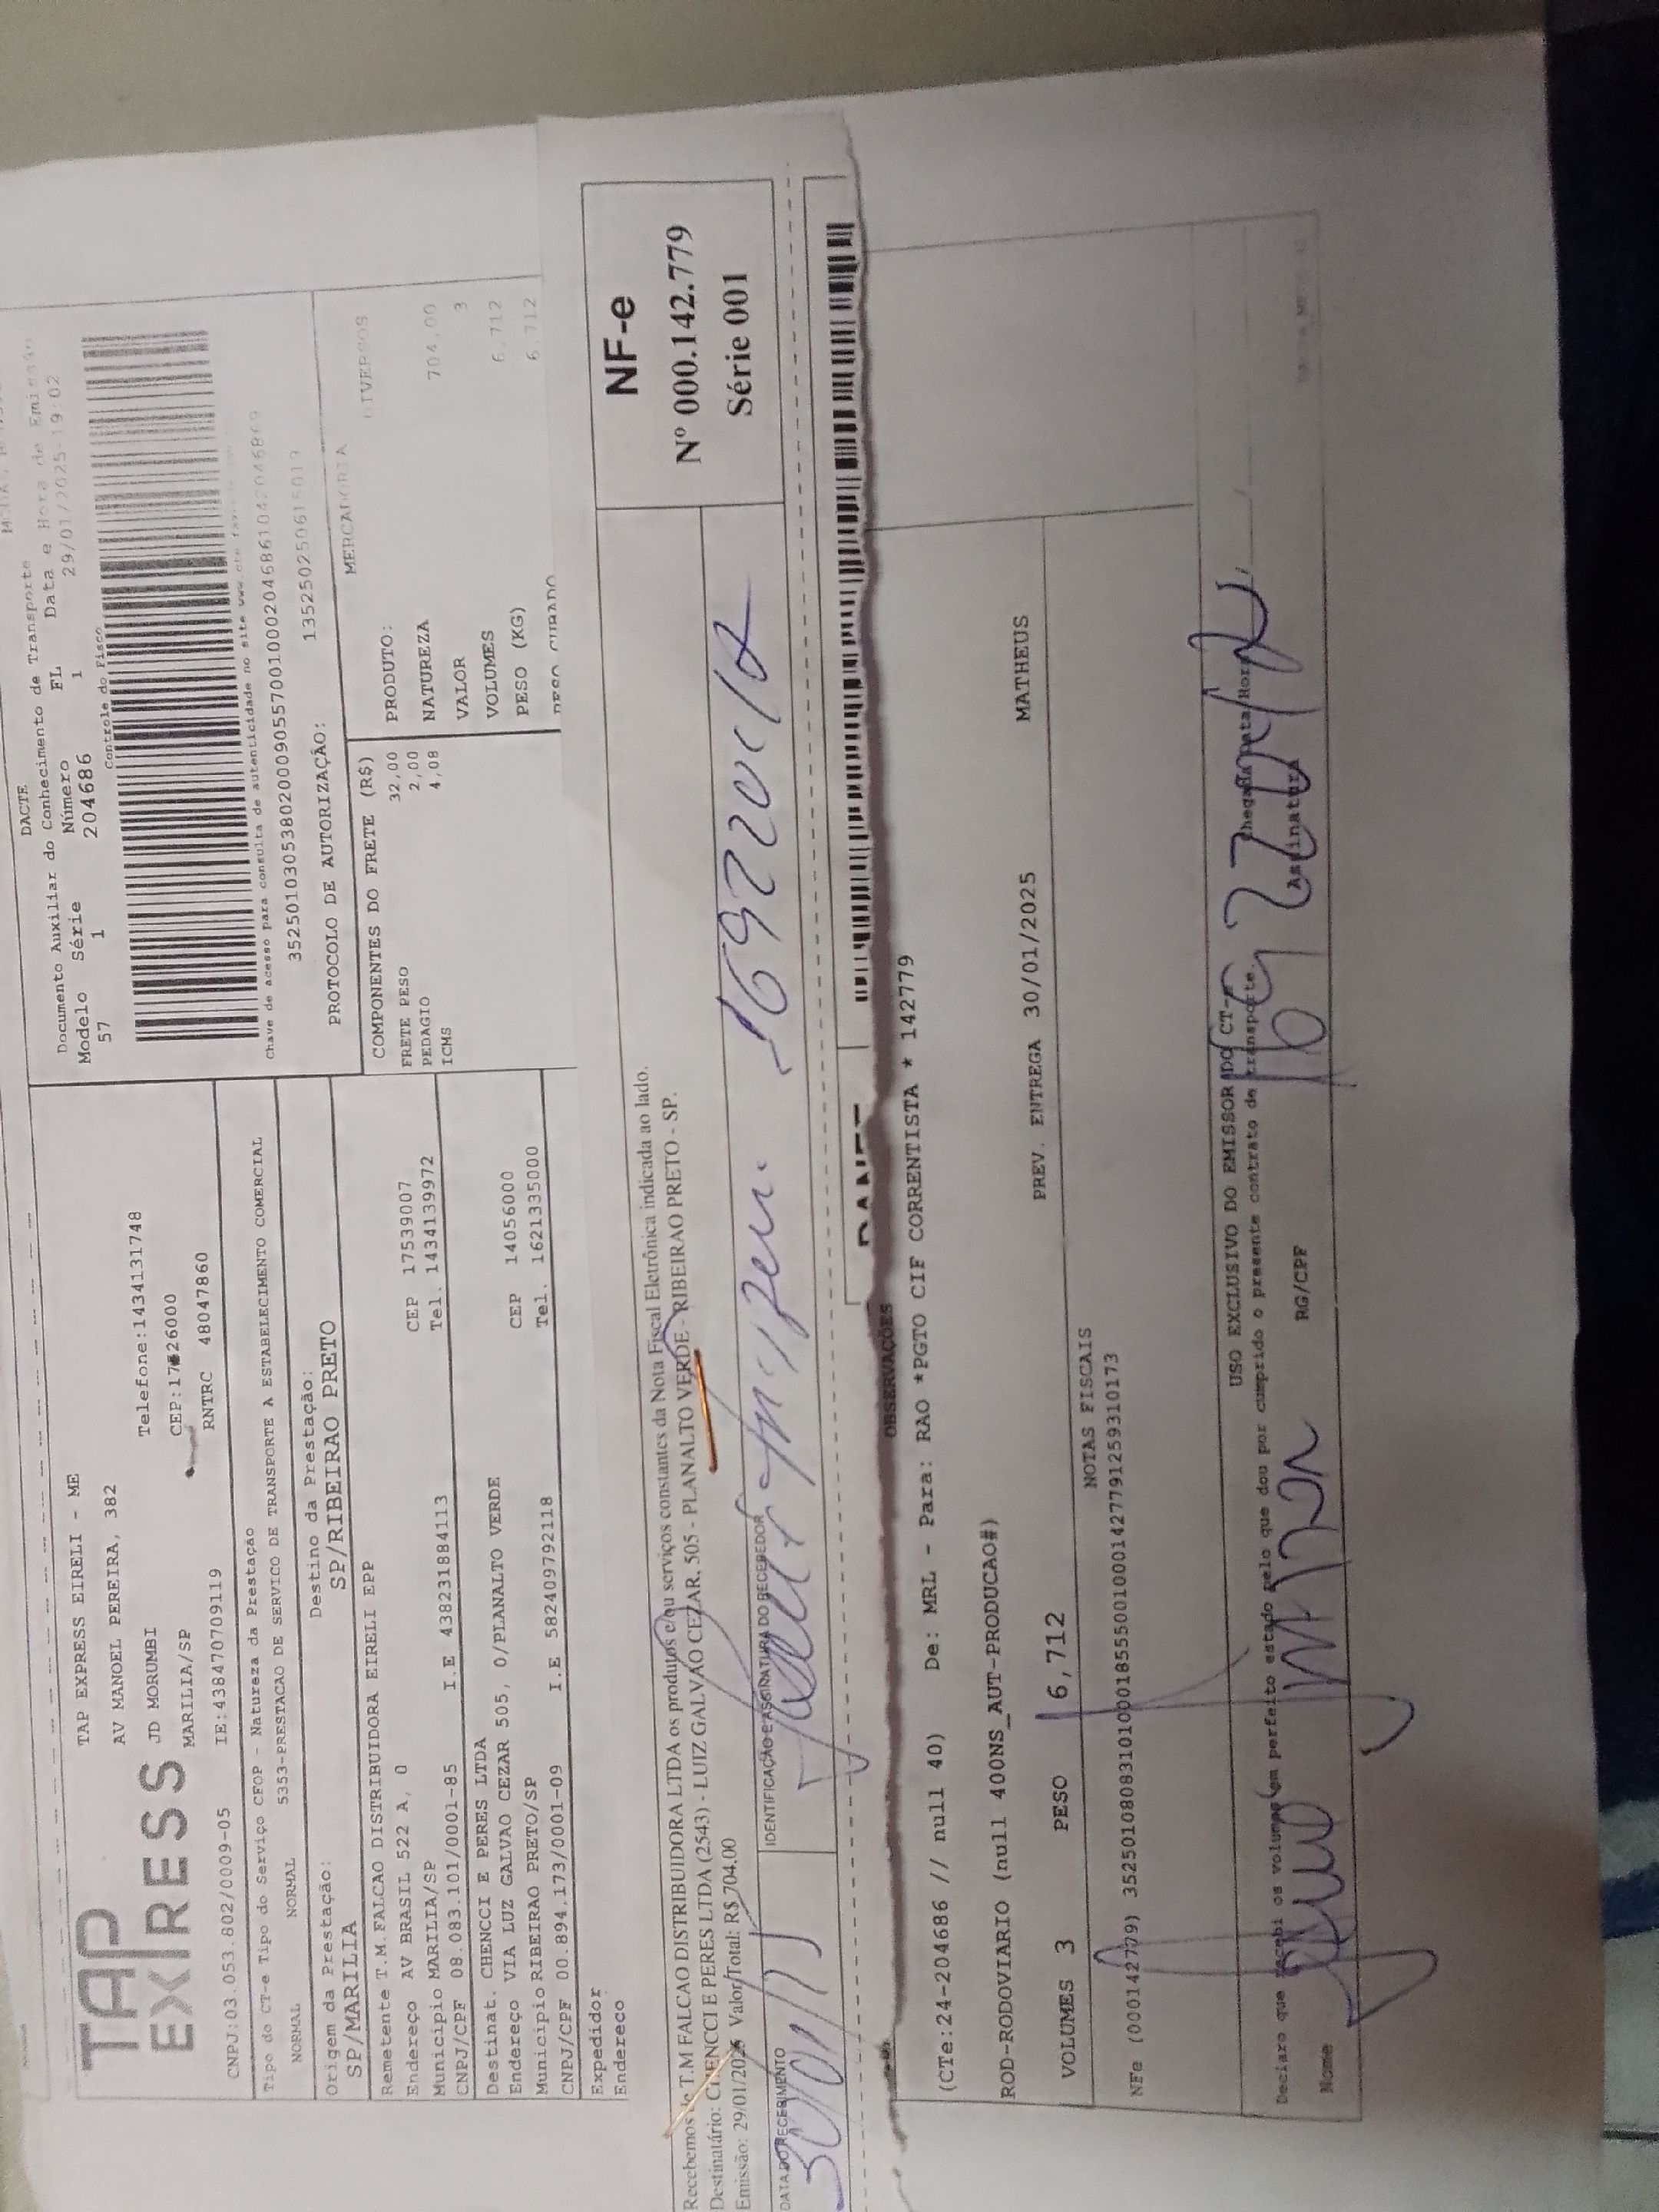 DACTE
Documento Auxiliar do Conhecimento de Transporte
Modelo Série Número FL Data e Hora de Emissão
57 1 204686 1 29/01/2025-19:02
Controle do Fisco
TAP
EXPRESS
TAP EXPRESS EIRELI - ME
AV MANOEL PEREIRA, 382
JD MORUMBI Telefone:1434131748
MARILIA/SP
RNTRC 48047860
CNPJ:03.053.802/0009-05 IE:438470709119
Chave de acesso para consulta de autenticidade no site
PROTOCOLO DE AUTORIZAÇÃO:
Tipo do CT-e Tipo do Serviço CFOP - Natureza da Prestação
NORMAL NORMAL 5353-PRESTACAO DE SERVICO DE TRANSPORTE A ESTABELECIMENTO COMERCIAL
Origem da Prestação: Destino da Prestação:
SP/MARILIA SP/RIBEIRAO PRETO
Remetente T.M.FALCAO DISTRIBUIDORA EIRELI EPP
Endereço AV BRASIL 522 A, 0 CEP 17539007
Municipio MARILIA/SP Tel. 1434139972
CNPJ/CPF 08.083.101/0001-85 I.E 438231884113
Destinat. CHENCCI E PERES LTDA
Endereço VIA LUZ GALVAO CEZAR 505, 0/PLANALTO VERDE CEP 14056000
Municipio RIBEIRAO PRETO/SP Tel. 1621335000
CNPJ/CPF 00.894.173/0001-09 I.E 582409792118
Expedidor
Endereco
COMPONENTES DO FRETE (R$)
FRETE PESO 32,00
PEDAGIO 2,00
ICMS 4,08
MERCADORIA
PRODUTO: DIVERSOS
NATUREZA
VALOR 704,00
VOLUMES 3
PESO (KG) 6,712
6,712
Recebemos de T.M FALCAO DISTRIBUIDORA LTDA os produtos e/ou serviços constantes da Nota Fiscal Eletrônica indicada ao lado.
Destinatário: CHENCCI E PERES LTDA (2543) - LUIZ GALVAO CEZAR, 505 - PLANALTO VERDE - RIBEIRAO PRETO - SP.
Emissão: 29/01/2025 Valor Total: R$ 704.00
NF-e
Nº 000.142.779
Série 001
DATA DO RECEBIMENTO IDENTIFICAÇÃO E ASSINATURA DO RECEBEDOR
OBSERVAÇÕES
(CTe:24-204686 // null 40) De: MRL - Para: RAO *PGTO CIF CORRENTISTA * 142779
ROD-RODOVIARIO (null 400NS_AUT-PRODUCAO#)
VOLUMES 3 PESO 6,712 PREV. ENTREGA 30/01/2025 MATHEUS
NOTAS FISCAIS
NFe (000142779) 35250108083101000185550010001427791259310173
USO EXCLUSIVO DO EMISSOR DO CT-e
Declaro que recebi os volumes em perfeito estado pelo que dou por cumprido o presente contrato de transporte. Chegada Data/Hora
Nome RG/CPF Assinatura